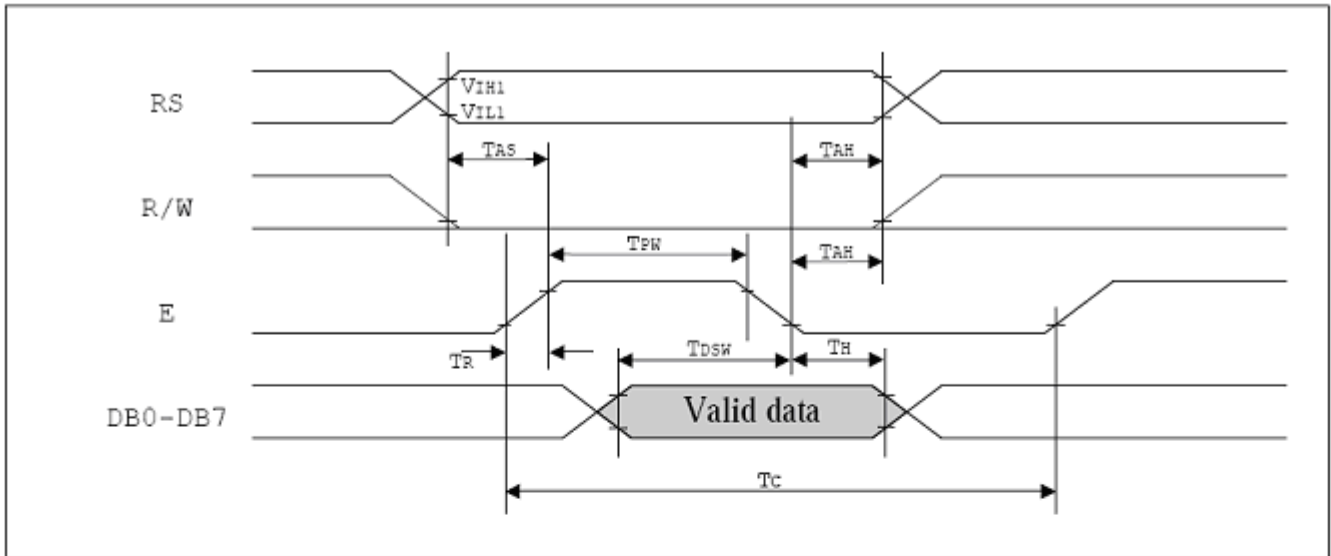 RS
VIH1
VIL1
TAS
TAH
R/W
TPW
TAH
E
TR
TDSW
TH
DB0-DB7
Valid data
TC